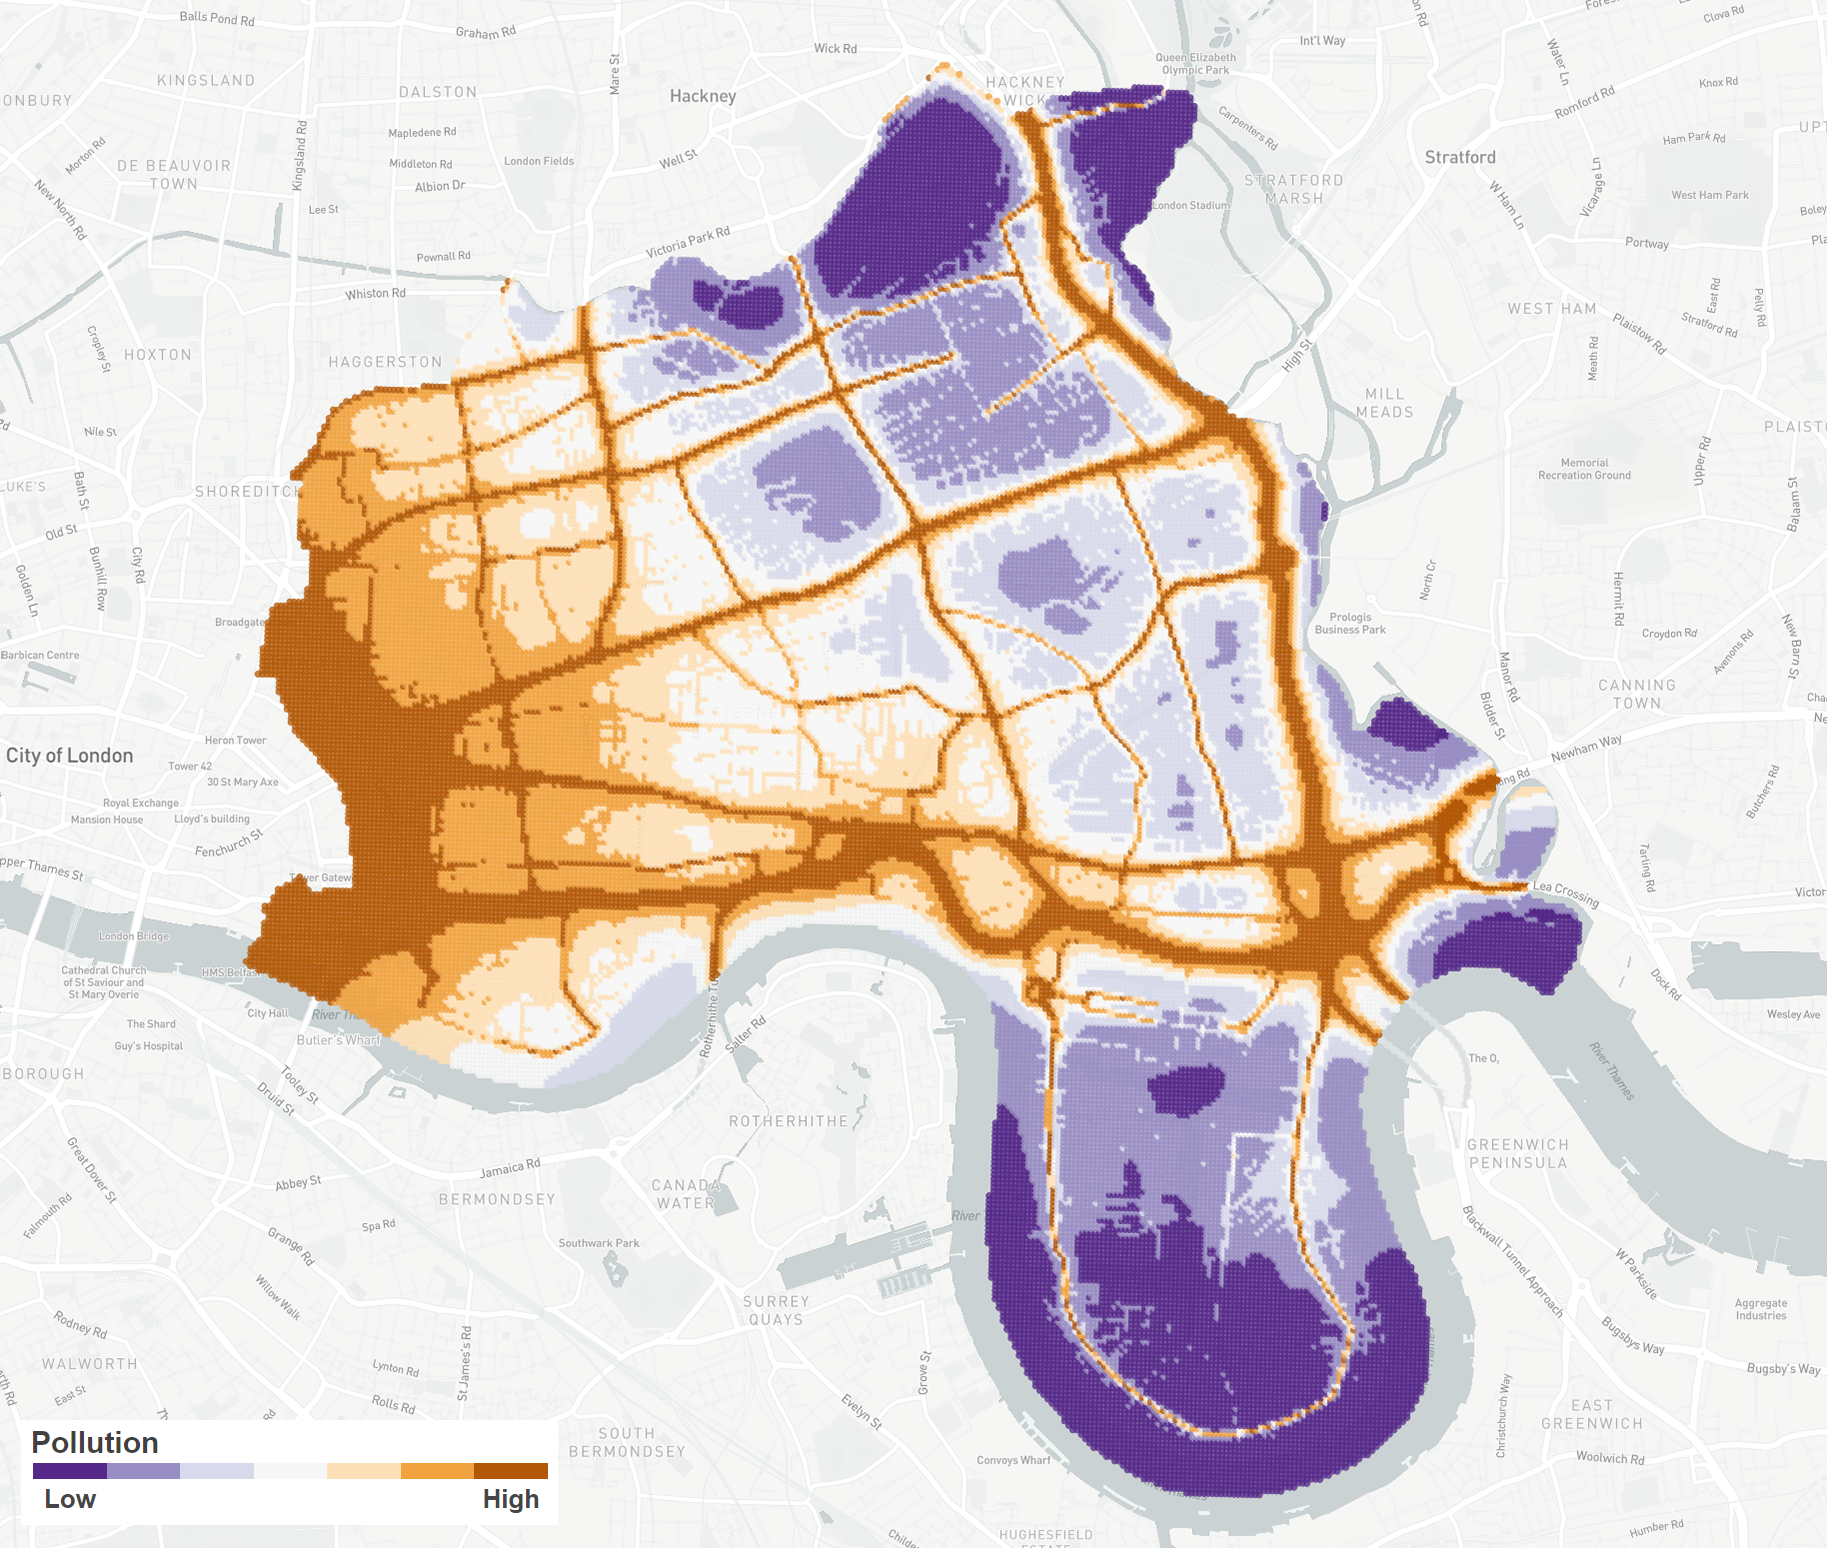 Balls Pond Rd
Graham Rd
Wick Rd
Int'l Way
Clova Rd
Queen Elizabeth
Olympic Park
Water Ln
KINGSLAND
DALSTON
Mare St
Hackney
HACKNEY
WICK
Knox Rd
Romford Rd
ONBURY
Kingsland Rd
Mapledene Rd
Carpenters Rd
Ham Park Rd
UPT
Morton Rd
DE BEAUVOIR
TOWN
Middleton Rd
London Fields
Well St
Stratford
Albion Dr
STRATFORD
MARSH
W Ham Ln
Vicarage Ln
West Ham Park
New North Rd
Lee St
London Stadium
Boley
Victoria Park Rd
Portway
Pla
Pownall Rd
Whiston Rd
WEST HAM
East Rd
Pelly Rd
Stratford Rd
Plaistow Rd
Cropley St
HOXTON
HAGGERSTON
High St
Meath Rd
MILL
MEADS
Nile St
PLAIST
Upper Rd
Memorial
Recreation Ground
LUKE'S
Bath St
SHOREDITCH
Balaam St
Old St
City Rd
Bunhill Row
Golden Ln
North Cr
Hermit Rd
Broadgate
Prologis
Business Park
Croydon Rd
New Barn St
Barbican Centre
Avenons Rd
Manor Rd
CANNING
TOWN
Bidder St
Cha
Ne
City of London
Heron Tower
Newham Way
Tower 42
30 St Mary Axe
ng Rd
Butchers Rd
Royal Exchange
Mansion House
Lloyd's building
Fenchurch St
Tarling Rd
pper Thames St
Tower Gatew
Lea Crossing
Victor
London Bridge
Cathedral Church
of St Saviour and
St Mary Overie
HMS Belfas
Dock Rd
City Hall
River Tha
Wesley Ave
The Shard
Guy's Hospital
Butler's Wharf
Rotherhithe Tu
Salter Rd
The O₂
River Thames
BOROUGH
Tooley St
Druid St
ROTHERHITHE
GREENWICH
PENINSULA
Great Dover St
Jamaica Rd
Abbey St
BERMONDSEY
CANADA
WATER
Falmouth Rd
Spa Rd
River
Blackwall Tunnel Approach
Grange Rd
Southwark Park
W Parkside
Willow Walk
SURREY
QUAYS
Aggregate
Industries
Rodney Rd
Bugsbys Way
WALWORTH
St James's Rd
Lynton Rd
Grove St
Bugsby's Way
East St
Rolls Rd
Evelyn St
Christchurch Way
EAST
GREENWICH
SOUTH
BERMONDSEY
Woolwich Rd
Convoys Wharf
Pollution
Low
High
HUGHESFIELD
ESTATE
Humber Rd